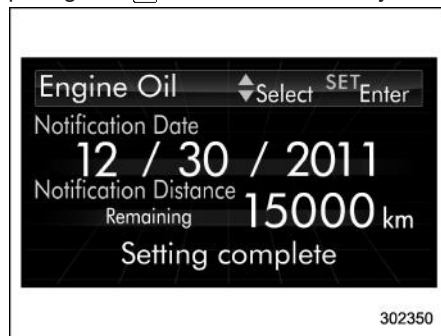 Engine Oil Select SET Enter
Notification Date
12 / 30 / 2011
Notification Distance
Remaining 15000 km
Setting complete
302350